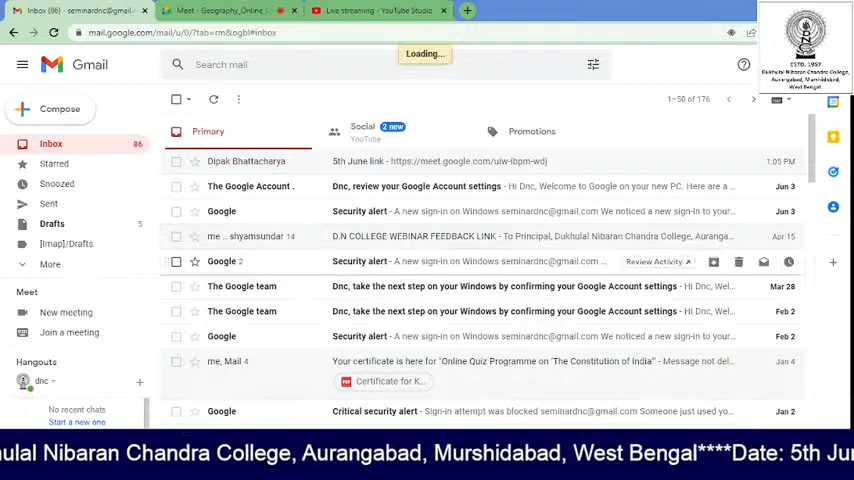 Inbox (86) - seminardnc@gmail.
Meet - Geography_Online_L
Live streaming - YouTube Studio
mail.google.com/mail/u/0/?tab=rm&ogbl#inbox
Loading...
ESTD. 1967
Dukhulal Nibaran Chandra College,
Aurangabad, Murshidabad,
West Bengal.
Gmail
Search mail
Compose
1–50 of 176
Inbox 86
Starred
Snoozed
Sent
Drafts 5
[Imap]/Drafts
More
Meet
New meeting
Join a meeting
Hangouts
dnc
No recent chats
Start a new one
Primary
Social 2 new
YouTube
Promotions
Dipak Bhattacharya 5th June link - https://meet.google.com/uiw-ibpm-wdj 1:05 PM
The Google Account . Dnc, review your Google Account settings - Hi Dnc, Welcome to Google on your new PC. Here are a ... Jun 3
Google Security alert - A new sign-in on Windows seminardnc@gmail.com We noticed a new sign-in to your... Jun 3
me .. shyamsundar 14 D.N COLLEGE WEBINAR FEEDBACK LINK - To Principal, Dukhulal Nibaran Chandra College, Auranga... Apr 15
Google 2 Security alert - A new sign-in on Windows seminardnc@gmail.com ... Review Activity
The Google team Dnc, take the next step on your Windows by confirming your Google Account settings - Hi Dnc, Wel... Mar 28
The Google team Dnc, take the next step on your Windows by confirming your Google Account settings - Hi Dnc, Wel... Feb 2
Google Security alert - A new sign-in on Windows seminardnc@gmail.com We noticed a new sign-in to your... Feb 2
me, Mail 4 Your certificate is here for "Online Quiz Programme on 'The Constitution of India'" - Message not del... Jan 4
PDF Certificate for K...
Google Critical security alert - Sign-in attempt was blocked seminardnc@gmail.com Someone just used yo... Jan 2
hulal Nibaran Chandra College, Aurangabad, Murshidabad, West Bengal****Date: 5th Jun